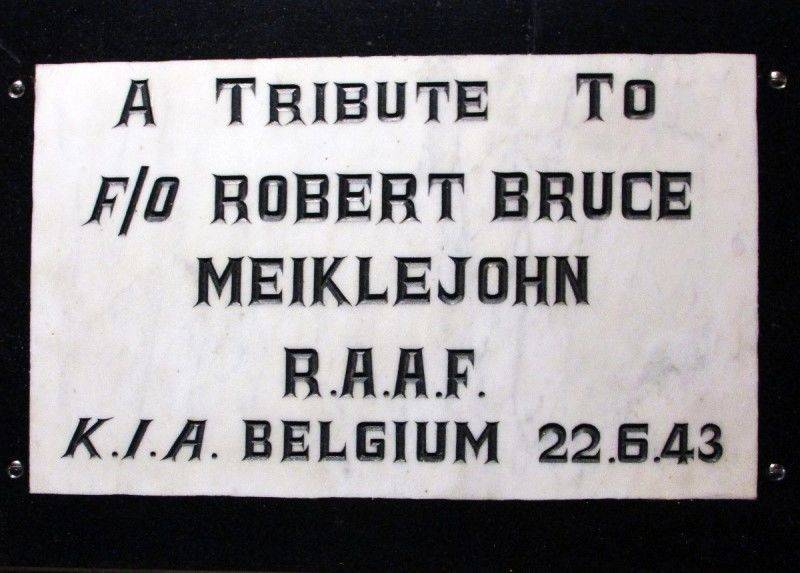 A TRIBUTE TO
F/O ROBERT BRUCE
MEIKLEJOHN
R.A.A.F.
K.I.A. BELGIUM 22.6.43